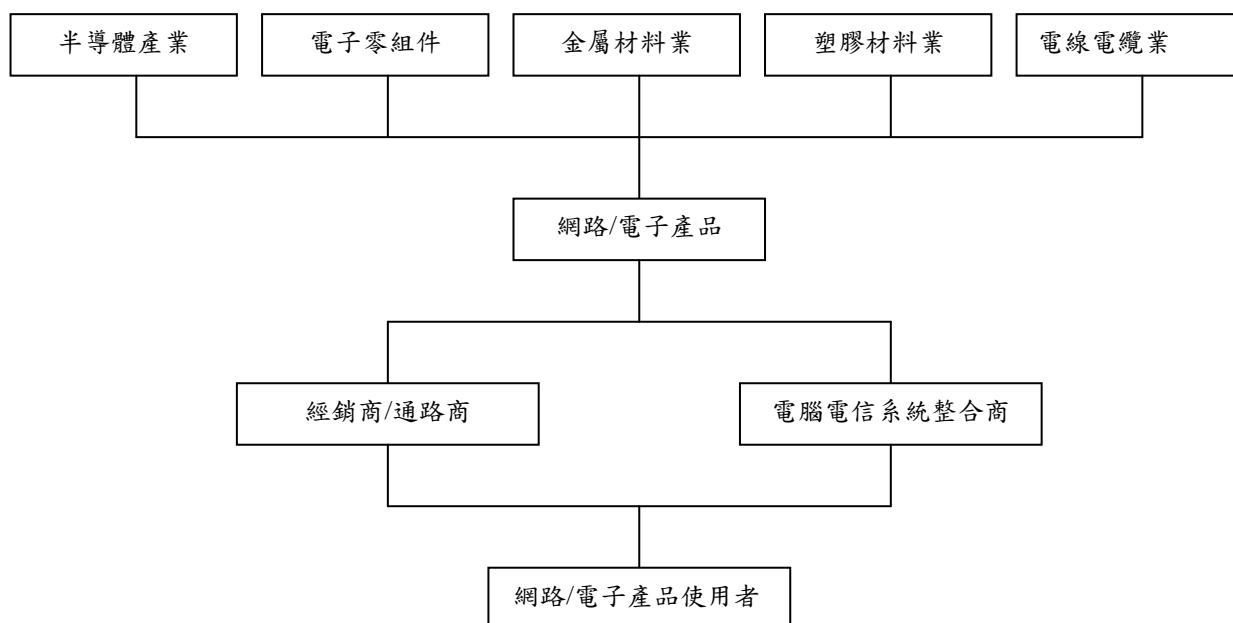 半導體產業
電子零組件
金屬材料業
塑膠材料業
電線電纜業
網路/電子產品
經銷商/通路商
電腦電信系統整合商
網路/電子產品使用者